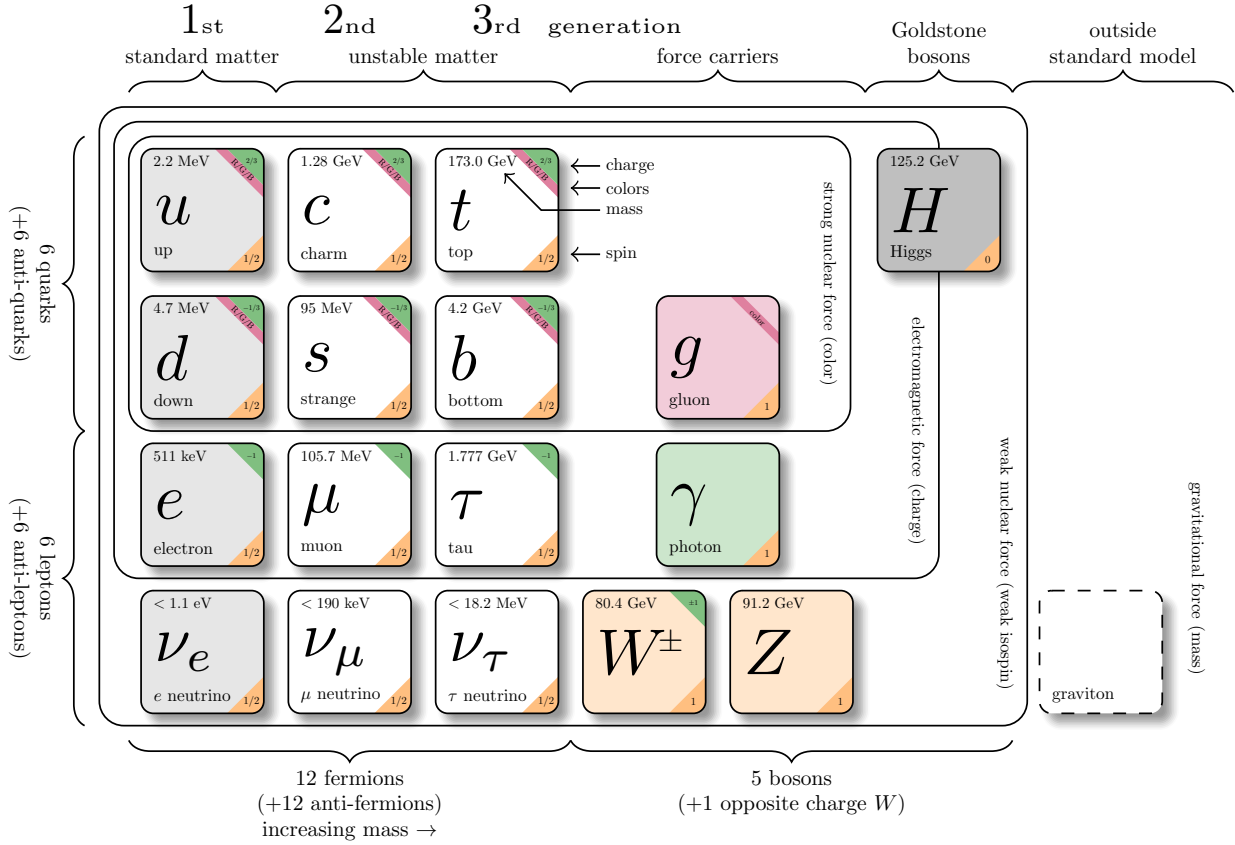 1st 2nd 3rd generation
standard matter
unstable matter
force carriers
Goldstone
bosons
outside
standard model
6 quarks
(+6 anti-quarks)
6 leptons
(+6 anti-leptons)
2.2 MeV
2/3
R/G/B
u
up
1/2
1.28 GeV
2/3
R/G/B
c
charm
1/2
173.0 GeV
2/3
R/G/B
t
top
1/2
charge
colors
mass
spin
125.2 GeV
H
Higgs
0
4.7 MeV
−1/3
R/G/B
d
down
1/2
95 MeV
−1/3
R/G/B
s
strange
1/2
4.2 GeV
−1/3
R/G/B
b
bottom
1/2
color
g
gluon
1
strong nuclear force (color)
511 keV
−1
e
electron
1/2
105.7 MeV
−1
μ
muon
1/2
1.777 GeV
−1
τ
tau
1/2
γ
photon
1
electromagnetic force (charge)
< 1.1 eV
νe
e neutrino
1/2
< 190 keV
νμ
μ neutrino
1/2
< 18.2 MeV
ντ
τ neutrino
1/2
80.4 GeV
±1
W±
1
91.2 GeV
Z
1
weak nuclear force (weak isospin)
graviton
gravitational force (mass)
12 fermions
(+12 anti-fermions)
increasing mass →
5 bosons
(+1 opposite charge W)